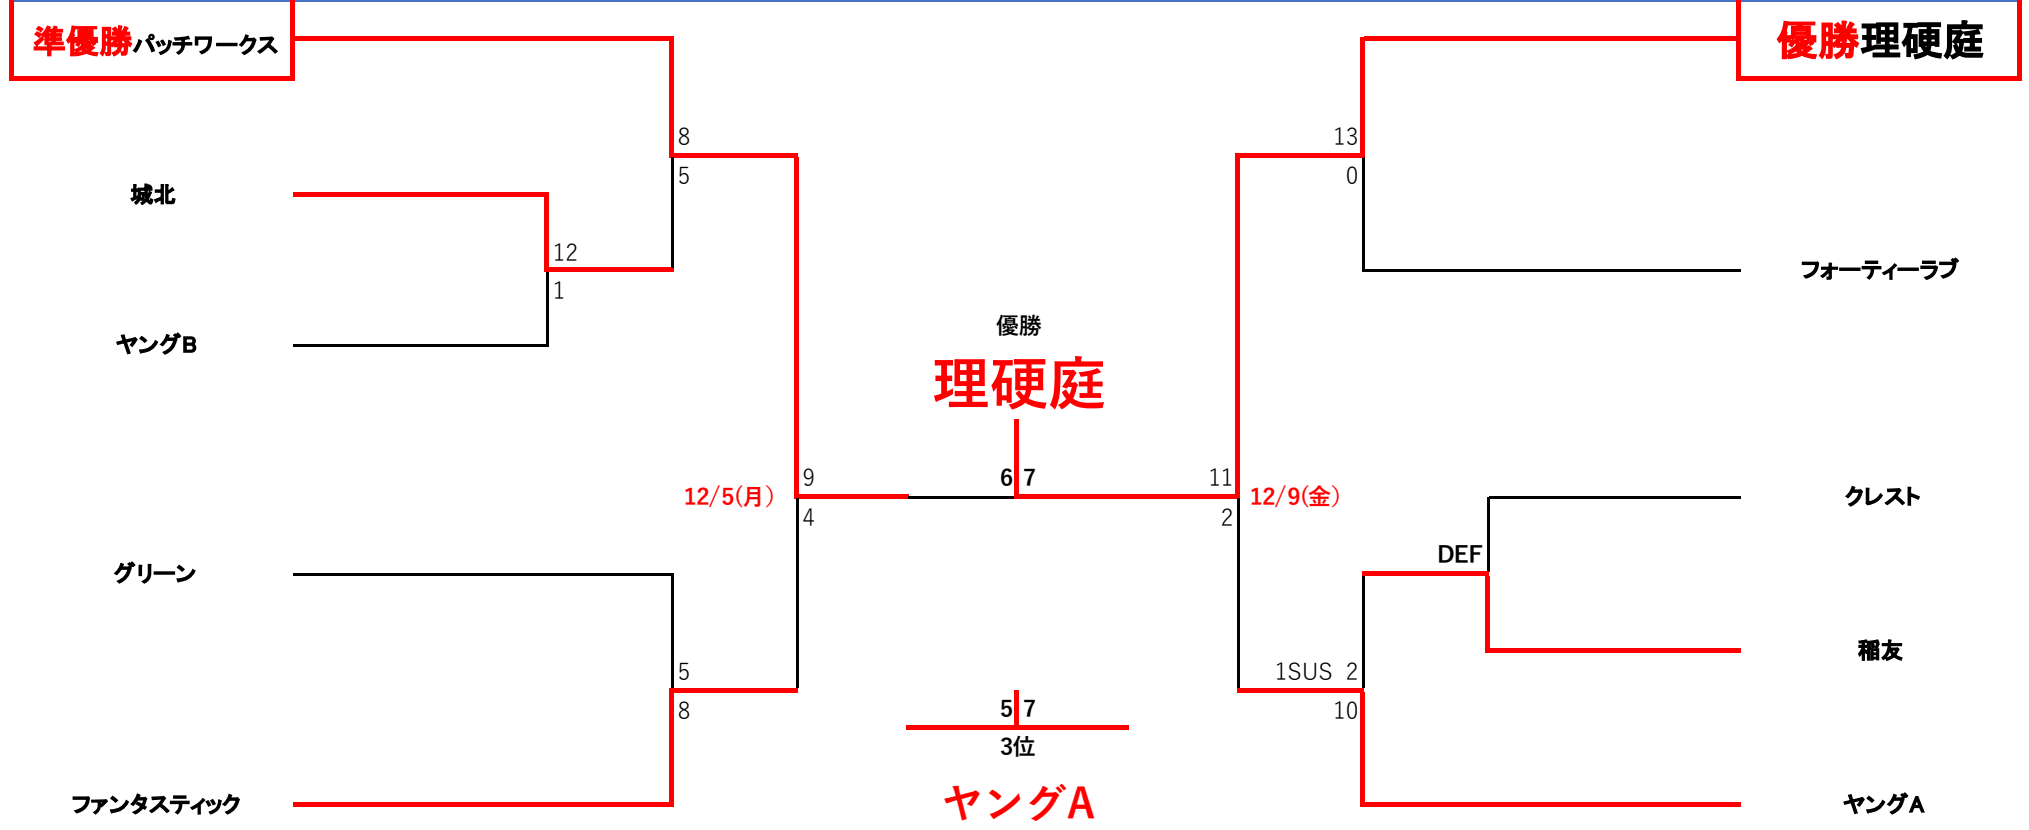 準優勝パッチワークス
優勝理硬庭
8
13
5
0
城北
12
フォーティーラブ
1
優勝
ヤングB
理硬庭
9
6 7
11
12/5(月)
12/9(金)
クレスト
4
2
DEF
グリーン
稲友
5
1SUS 2
8
5 7
10
3位
ファンタスティック
ヤングA
ヤングA